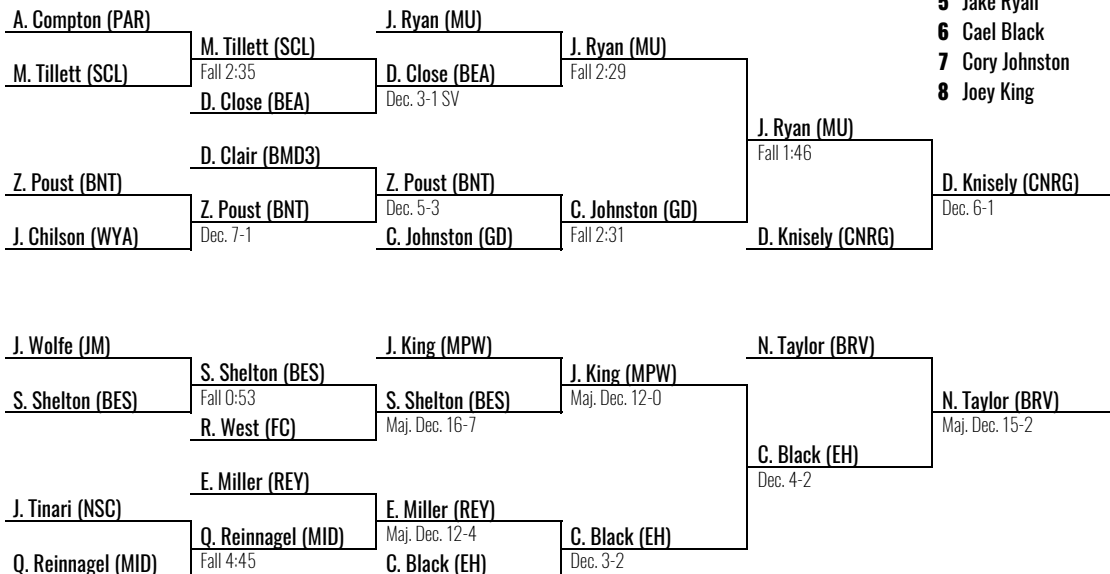 A. Compton (PAR)
M. Tillett (SCL)
M. Tillett (SCL)
Fall 2:35
D. Close (BEA)
J. Ryan (MU)
D. Close (BEA)
Dec. 3-1 SV
J. Ryan (MU)
Fall 2:29
Z. Poust (BNT)
J. Chilson (WYA)
D. Clair (BMD3)
Z. Poust (BNT)
Dec. 7-1
Z. Poust (BNT)
Dec. 5-3
C. Johnston (GD)
C. Johnston (GD)
Fall 2:31
J. Ryan (MU)
Fall 1:46
D. Knisely (CNRG)
D. Knisely (CNRG)
Dec. 6-1
5 Jake Ryan
6 Cael Black
7 Cory Johnston
8 Joey King
J. Wolfe (JM)
S. Shelton (BES)
S. Shelton (BES)
Fall 0:53
R. West (FC)
J. King (MPW)
S. Shelton (BES)
Maj. Dec. 16-7
J. King (MPW)
Maj. Dec. 12-0
J. Tinari (NSC)
Q. Reinnagel (MID)
E. Miller (REY)
Q. Reinnagel (MID)
Fall 4:45
E. Miller (REY)
Maj. Dec. 12-4
C. Black (EH)
C. Black (EH)
Dec. 3-2
N. Taylor (BRV)
C. Black (EH)
Dec. 4-2
N. Taylor (BRV)
Maj. Dec. 15-2